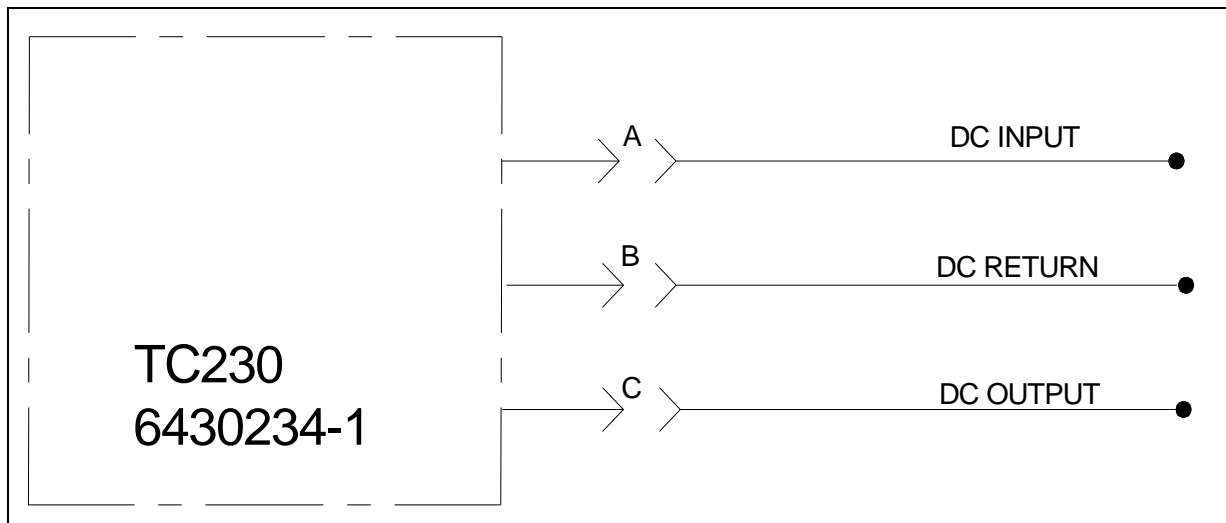 A
DC INPUT
B
DC RETURN
TC230
6430234-1
C
DC OUTPUT